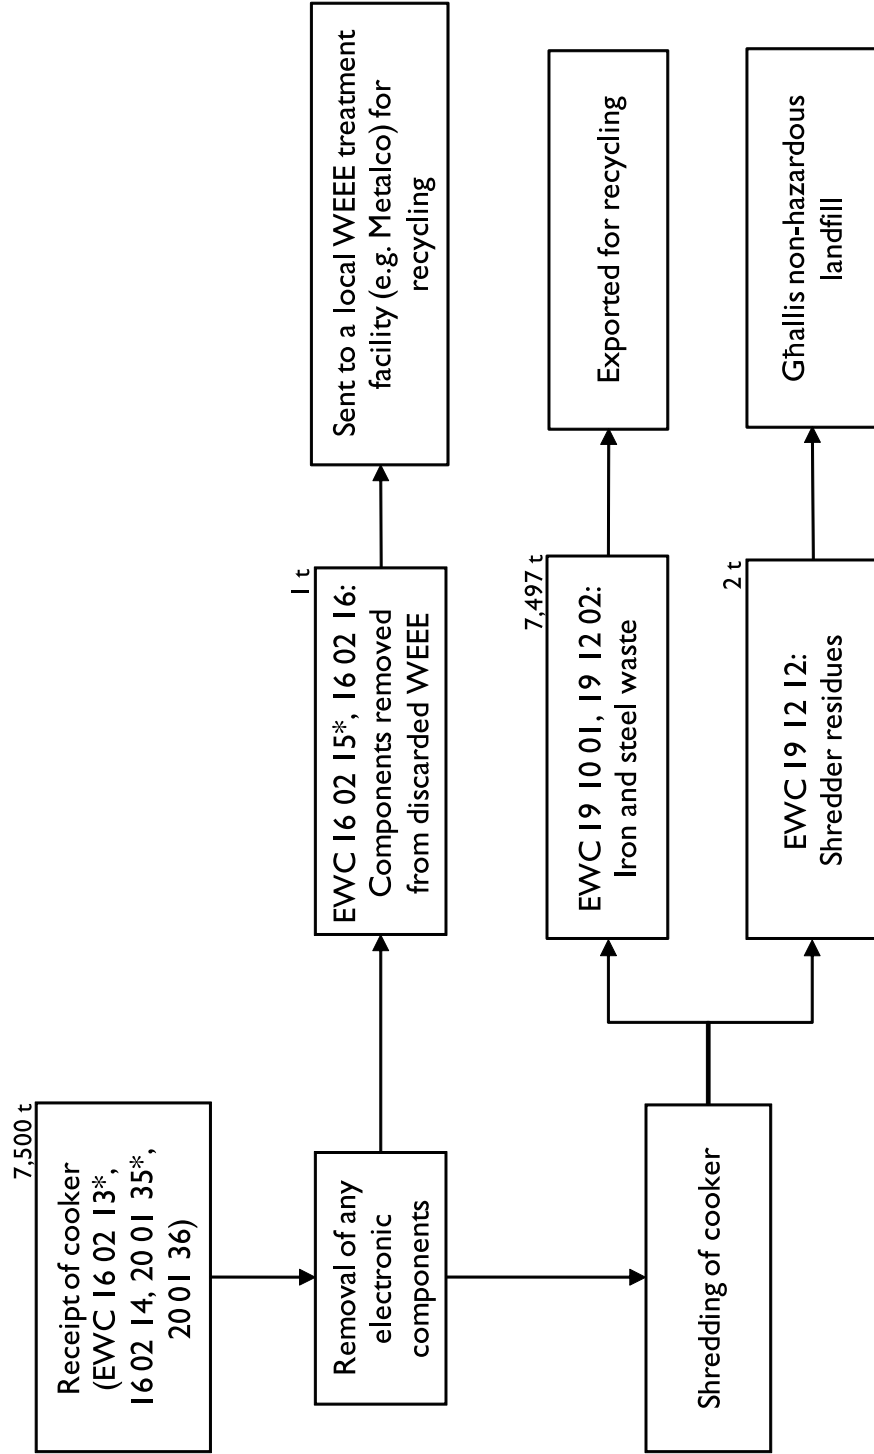 7,500 t
Receipt of cooker
(EWC 16 02 13*,
16 02 14, 20 01 35*,
20 01 36)
Removal of any
electronic
components
1 t
EWC 16 02 15*, 16 02 16:
Components removed
from discarded WEEE
Sent to a local WEEE treatment
facility (e.g. Metalco) for
recycling
Shredding of cooker
7,497 t
EWC 19 10 01, 19 12 02:
Iron and steel waste
Exported for recycling
2 t
EWC 19 12 12:
Shredder residues
Għallis non-hazardous
landfill